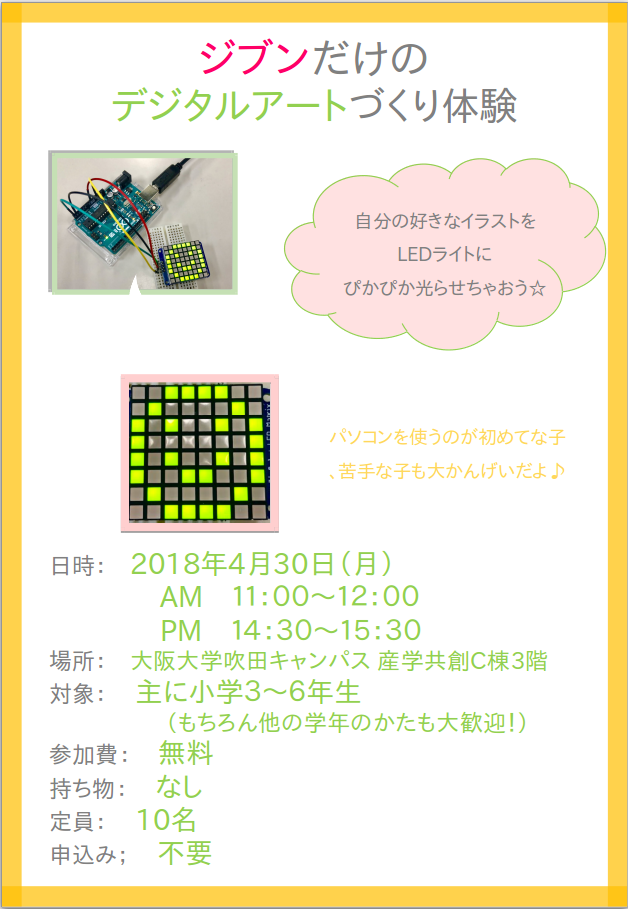 ジブンだけの
デジタルアートづくり体験
自分の好きなイラストを
LEDライトに
ぴかぴか光らせちゃおう☆
パソコンを使うのが初めてな子
、苦手な子も大かんげいだよ♪
日時： 2018年4月30日（月）
AM 11：00～12：00
PM 14：30～15：30
場所： 大阪大学吹田キャンパス 産学共創C棟3階
対象： 主に小学3～6年生
（もちろん他の学年のかたも大歓迎！）
参加費： 無料
持ち物： なし
定員： 10名
申込み； 不要